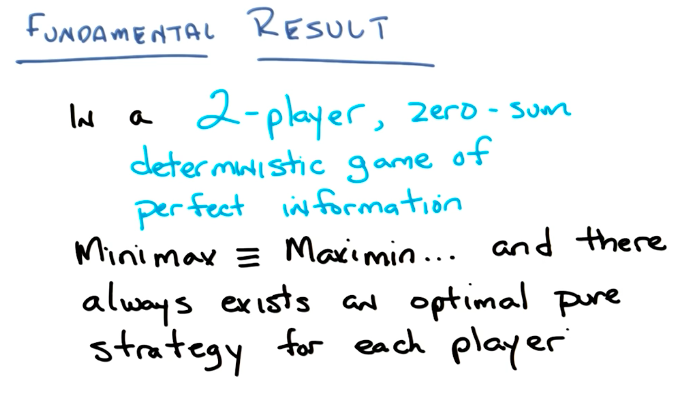 FUNDAMENTAL RESULT
IN a 2-player, zero-sum
deterministic game of
perfect information
Minimax ≡ Maximin... and there
always exists an optimal pure
strategy for each player